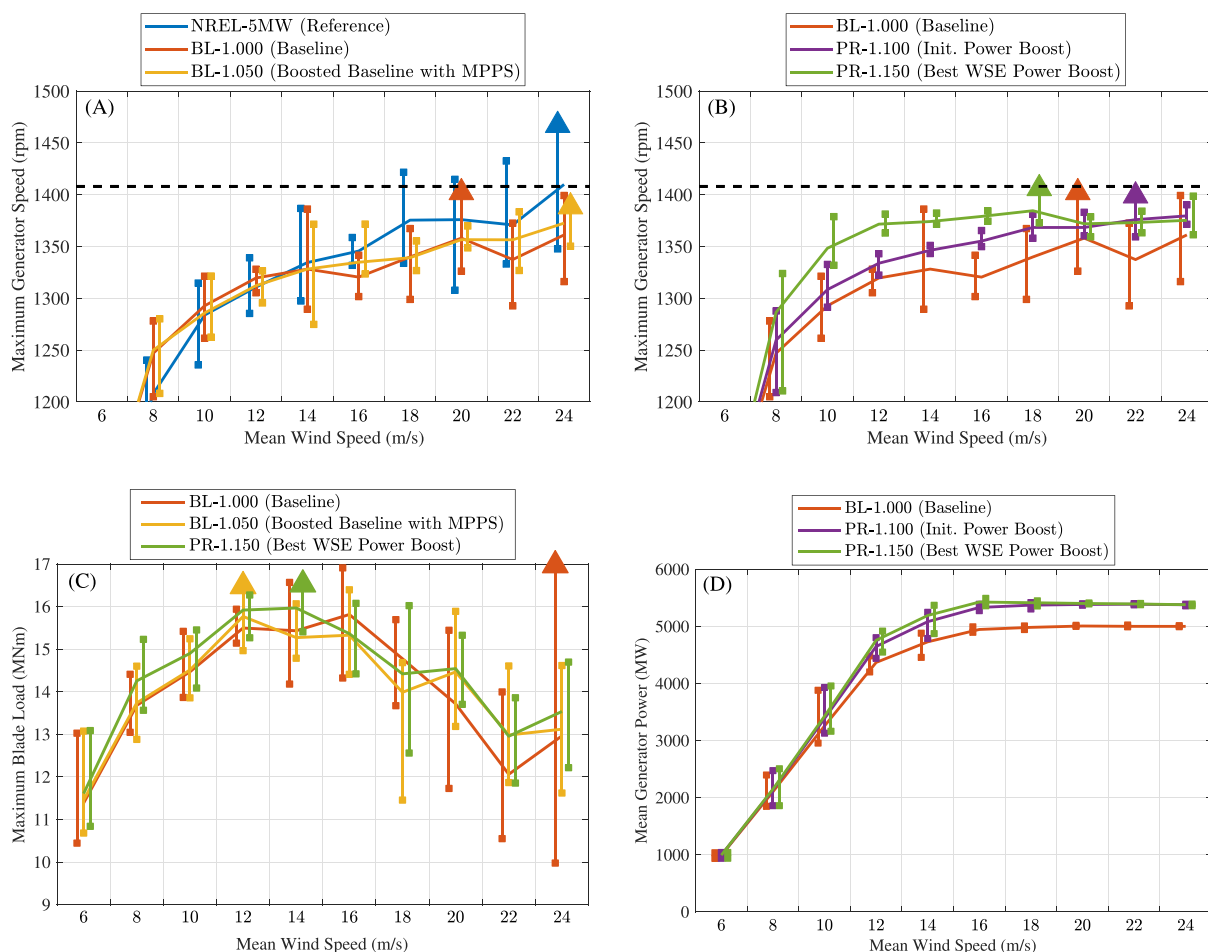 NREL-5MW (Reference)
BL-1.000 (Baseline)
BL-1.050 (Boosted Baseline with MPPS)
(A)
Maximum Generator Speed (rpm)
1500
1450
1400
1350
1300
1250
1200
6 8 10 12 14 16 18 20 22 24
Mean Wind Speed (m/s)
BL-1.000 (Baseline)
PR-1.100 (Init. Power Boost)
PR-1.150 (Best WSE Power Boost)
(B)
Maximum Generator Speed (rpm)
1500
1450
1400
1350
1300
1250
1200
6 8 10 12 14 16 18 20 22 24
Mean Wind Speed (m/s)
BL-1.000 (Baseline)
BL-1.050 (Boosted Baseline with MPPS)
PR-1.150 (Best WSE Power Boost)
(C)
Maximum Blade Load (MNm)
17
16
15
14
13
12
11
10
9
6 8 10 12 14 16 18 20 22 24
Mean Wind Speed (m/s)
BL-1.000 (Baseline)
PR-1.100 (Init. Power Boost)
PR-1.150 (Best WSE Power Boost)
(D)
Mean Generator Power (MW)
6000
5000
4000
3000
2000
1000
0
6 8 10 12 14 16 18 20 22 24
Mean Wind Speed (m/s)